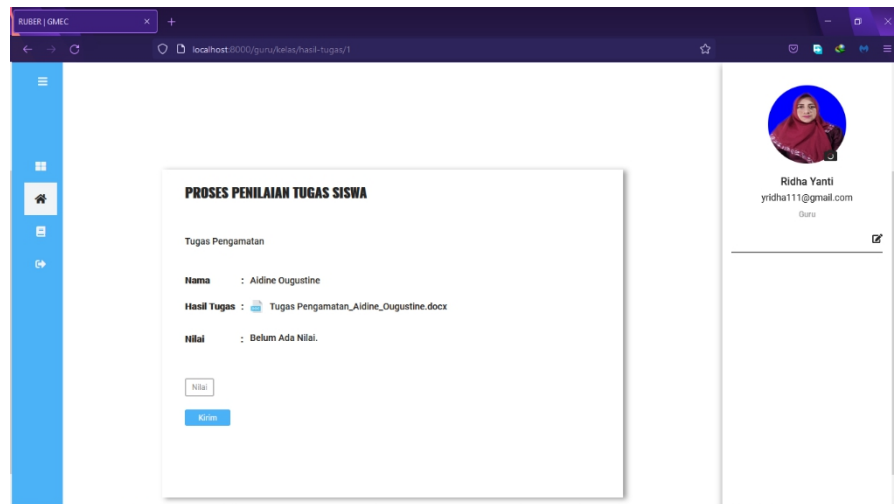 RUBER | GMEC
localhost:8000/guru/kelas/hasil-tugas/1
PROSES PENILAIAN TUGAS SISWA
Tugas Pengamatan
Nama : Aidine Ougustine
Hasil Tugas : Tugas Pengamatan_Aidine_Ougustine.docx
Nilai : Belum Ada Nilai.
Nilai
Kirim
Ridha Yanti
yridha111@gmail.com
Guru